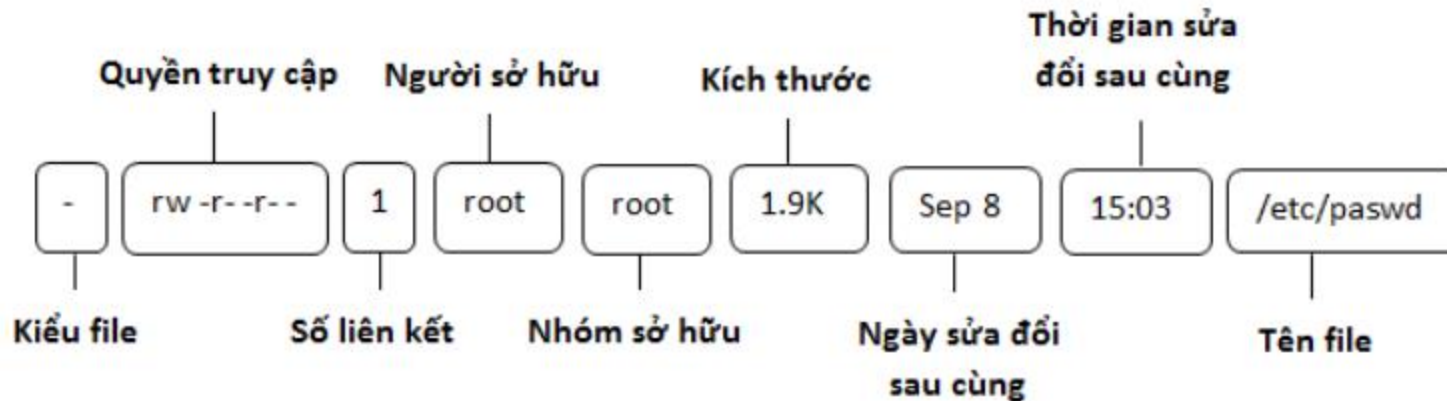 Thời gian sửa
đổi sau cùng
Quyền truy cập Người sở hữu Kích thước
- rw -r- -r- - 1 root root 1.9K Sep 8 15:03 /etc/paswd
Kiểu file Số liên kết Nhóm sở hữu Ngày sửa đổi Tên file
sau cùng